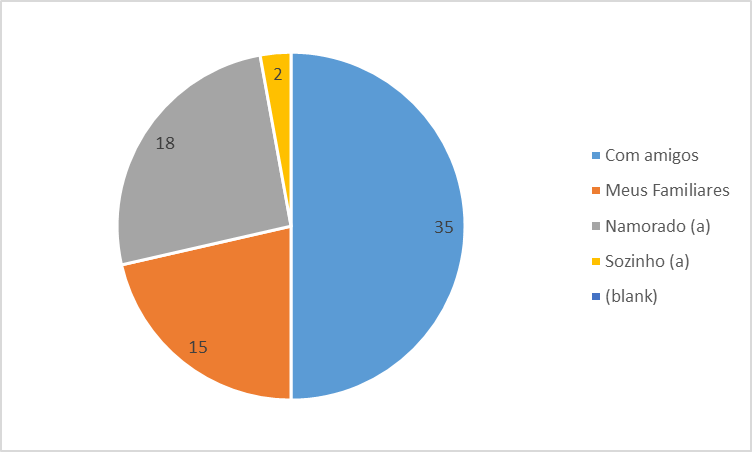 2
18
35
15
Com amigos
Meus Familiares
Namorado (a)
Sozinho (a)
(blank)